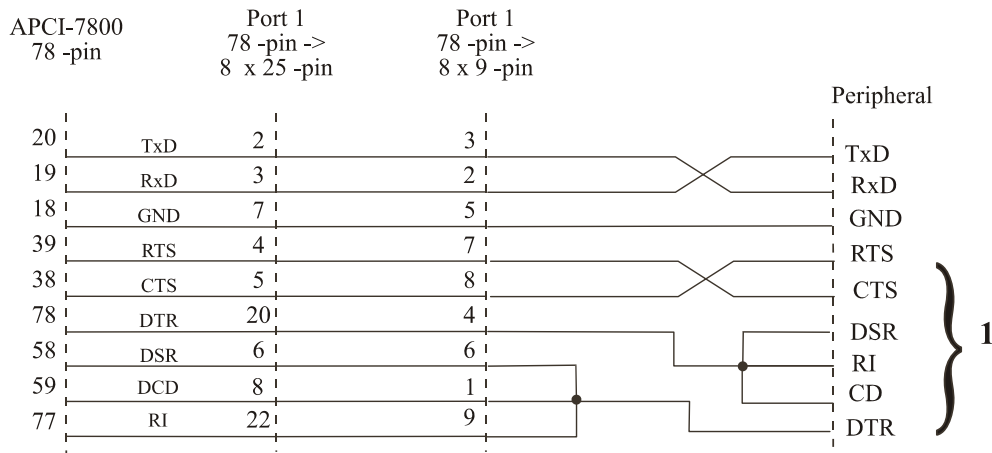 APCI-7800
78 -pin
Port 1
78 -pin ->
8 x 25 -pin
Port 1
78 -pin ->
8 x 9 -pin
Peripheral
20 TxD 2 3 TxD
19 RxD 3 2 RxD
18 GND 7 5 GND
39 RTS 4 7 RTS
38 CTS 5 8 CTS
78 DTR 20 4 DSR
58 DSR 6 6 RI
59 DCD 8 1 CD
77 RI 22 9 DTR
1